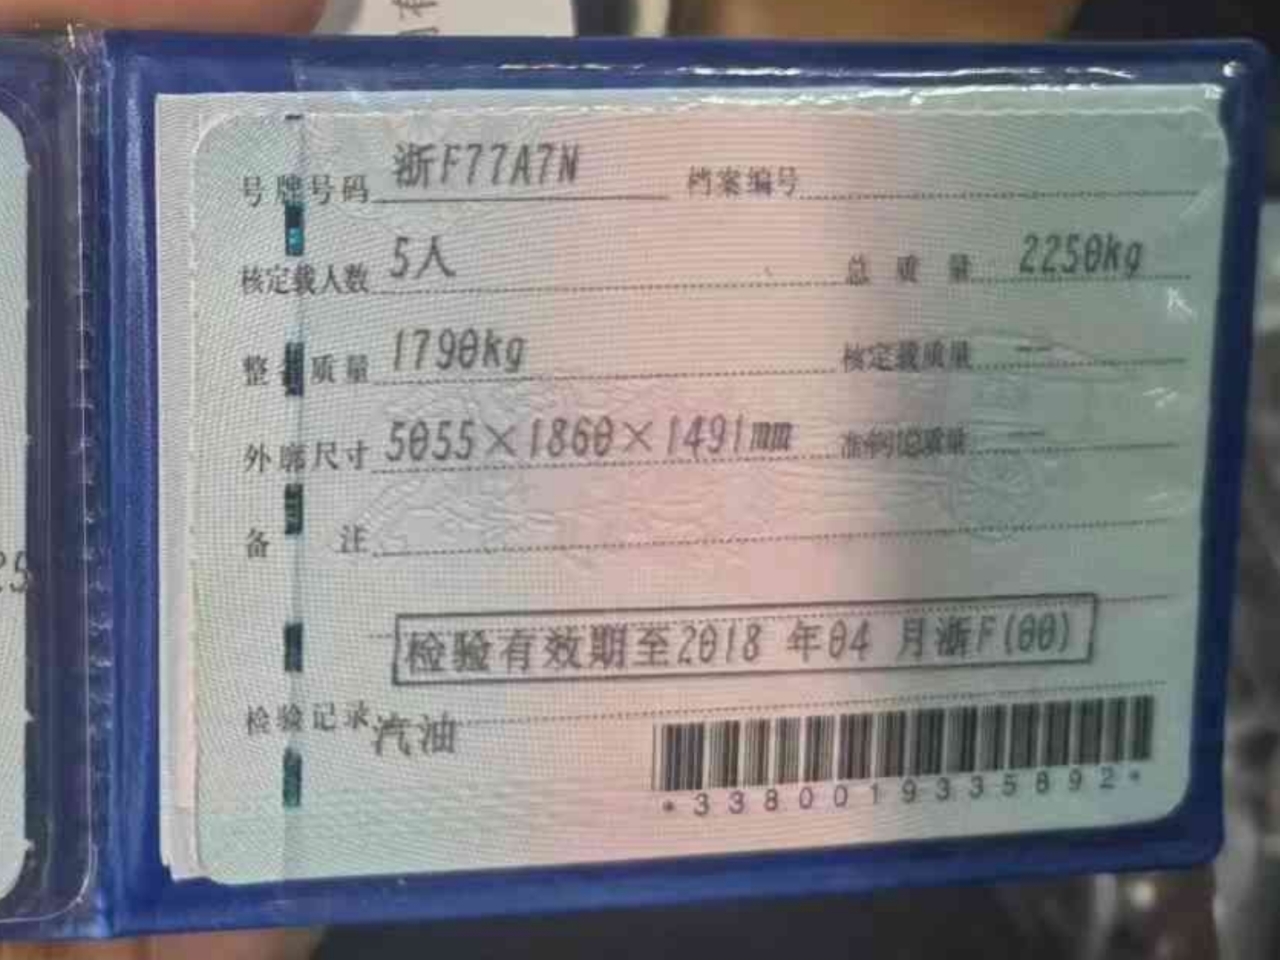 号牌号码 浙F77A7N 档案编号
核定载人数 5人 总质量 2250kg
整备质量 1790kg 核定载质量 --
外廓尺寸 5055×1860×1491mm 准牵引总质量 --
备注
检验有效期至2018年04月浙F(00)
检验记录 汽油
*3380019335892*
25